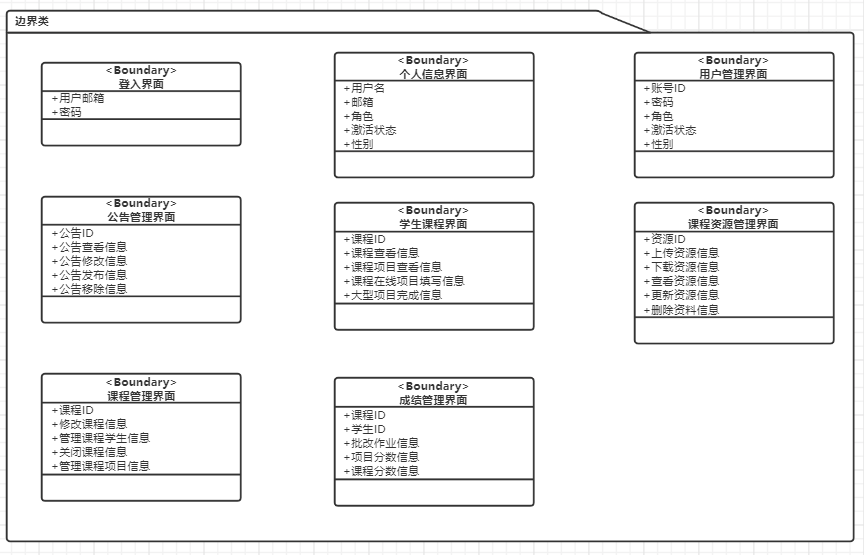 边界类
<Boundary>
登入界面
+用户邮箱
+密码
<Boundary>
个人信息界面
+用户名
+邮箱
+角色
+激活状态
+性别
<Boundary>
用户管理界面
+账号ID
+密码
+角色
+激活状态
+性别
<Boundary>
公告管理界面
+公告ID
+公告查看信息
+公告修改信息
+公告发布信息
+公告移除信息
<Boundary>
学生课程界面
+课程ID
+课程查看信息
+课程项目查看信息
+课程在线项目填写信息
+大型项目完成信息
<Boundary>
课程资源管理界面
+资源ID
+上传资源信息
+下载资源信息
+查看资源信息
+更新资源信息
+删除资料信息
<Boundary>
课程管理界面
+课程ID
+修改课程信息
+管理课程学生信息
+关闭课程信息
+管理课程项目信息
<Boundary>
成绩管理界面
+课程ID
+学生ID
+批改作业信息
+项目分数信息
+课程分数信息